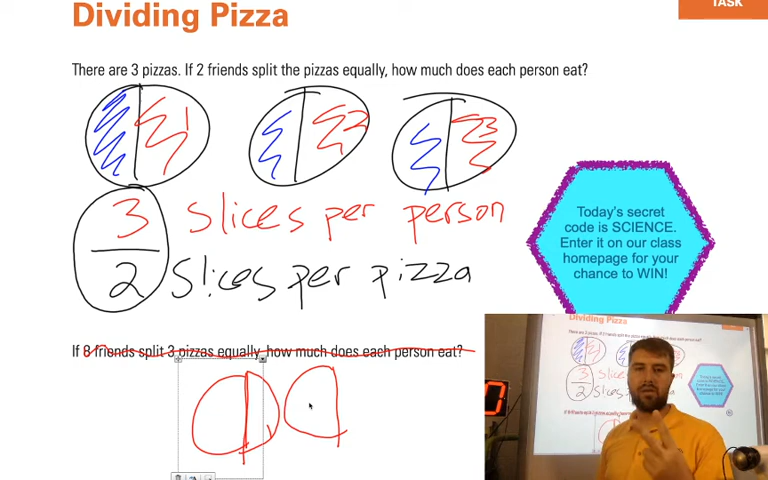 TASK
Dividing Pizza
There are 3 pizzas. If 2 friends split the pizzas equally, how much does each person eat?
1 2 3
3 slices per person
2 slices per pizza
Today's secret
code is SCIENCE.
Enter it on our class
homepage for your
chance to WIN!
If 8 friends split 3 pizzas equally, how much does each person eat?
Dividing Pizza